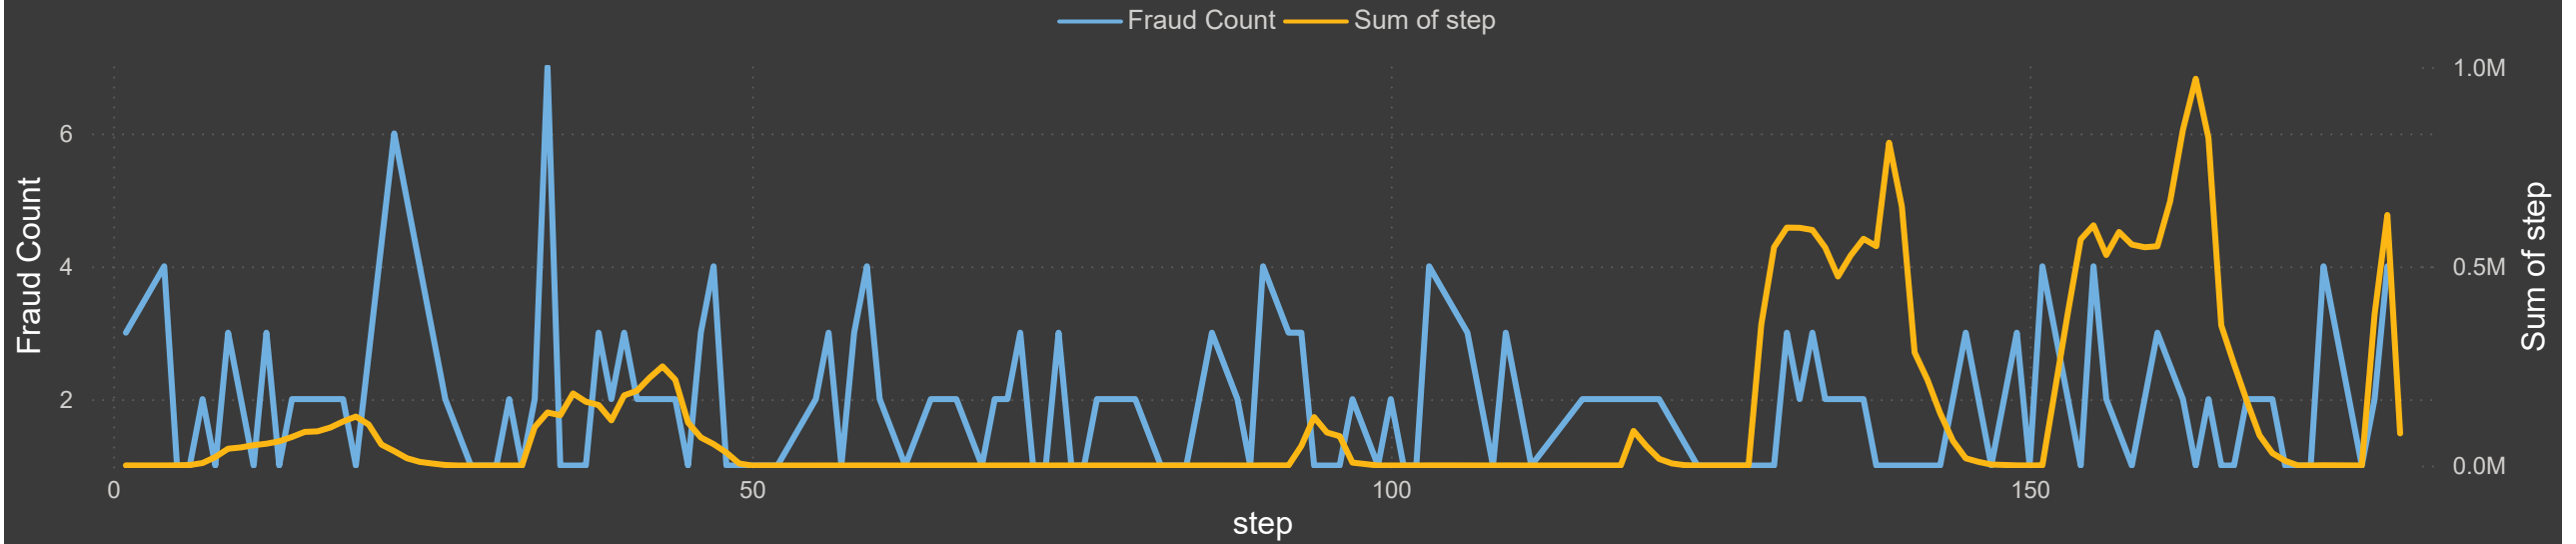 Fraud Count Sum of step
1.0M
6
4
2
0.5M
0.0M
Fraud Count
Sum of step
0 50 100 150
step